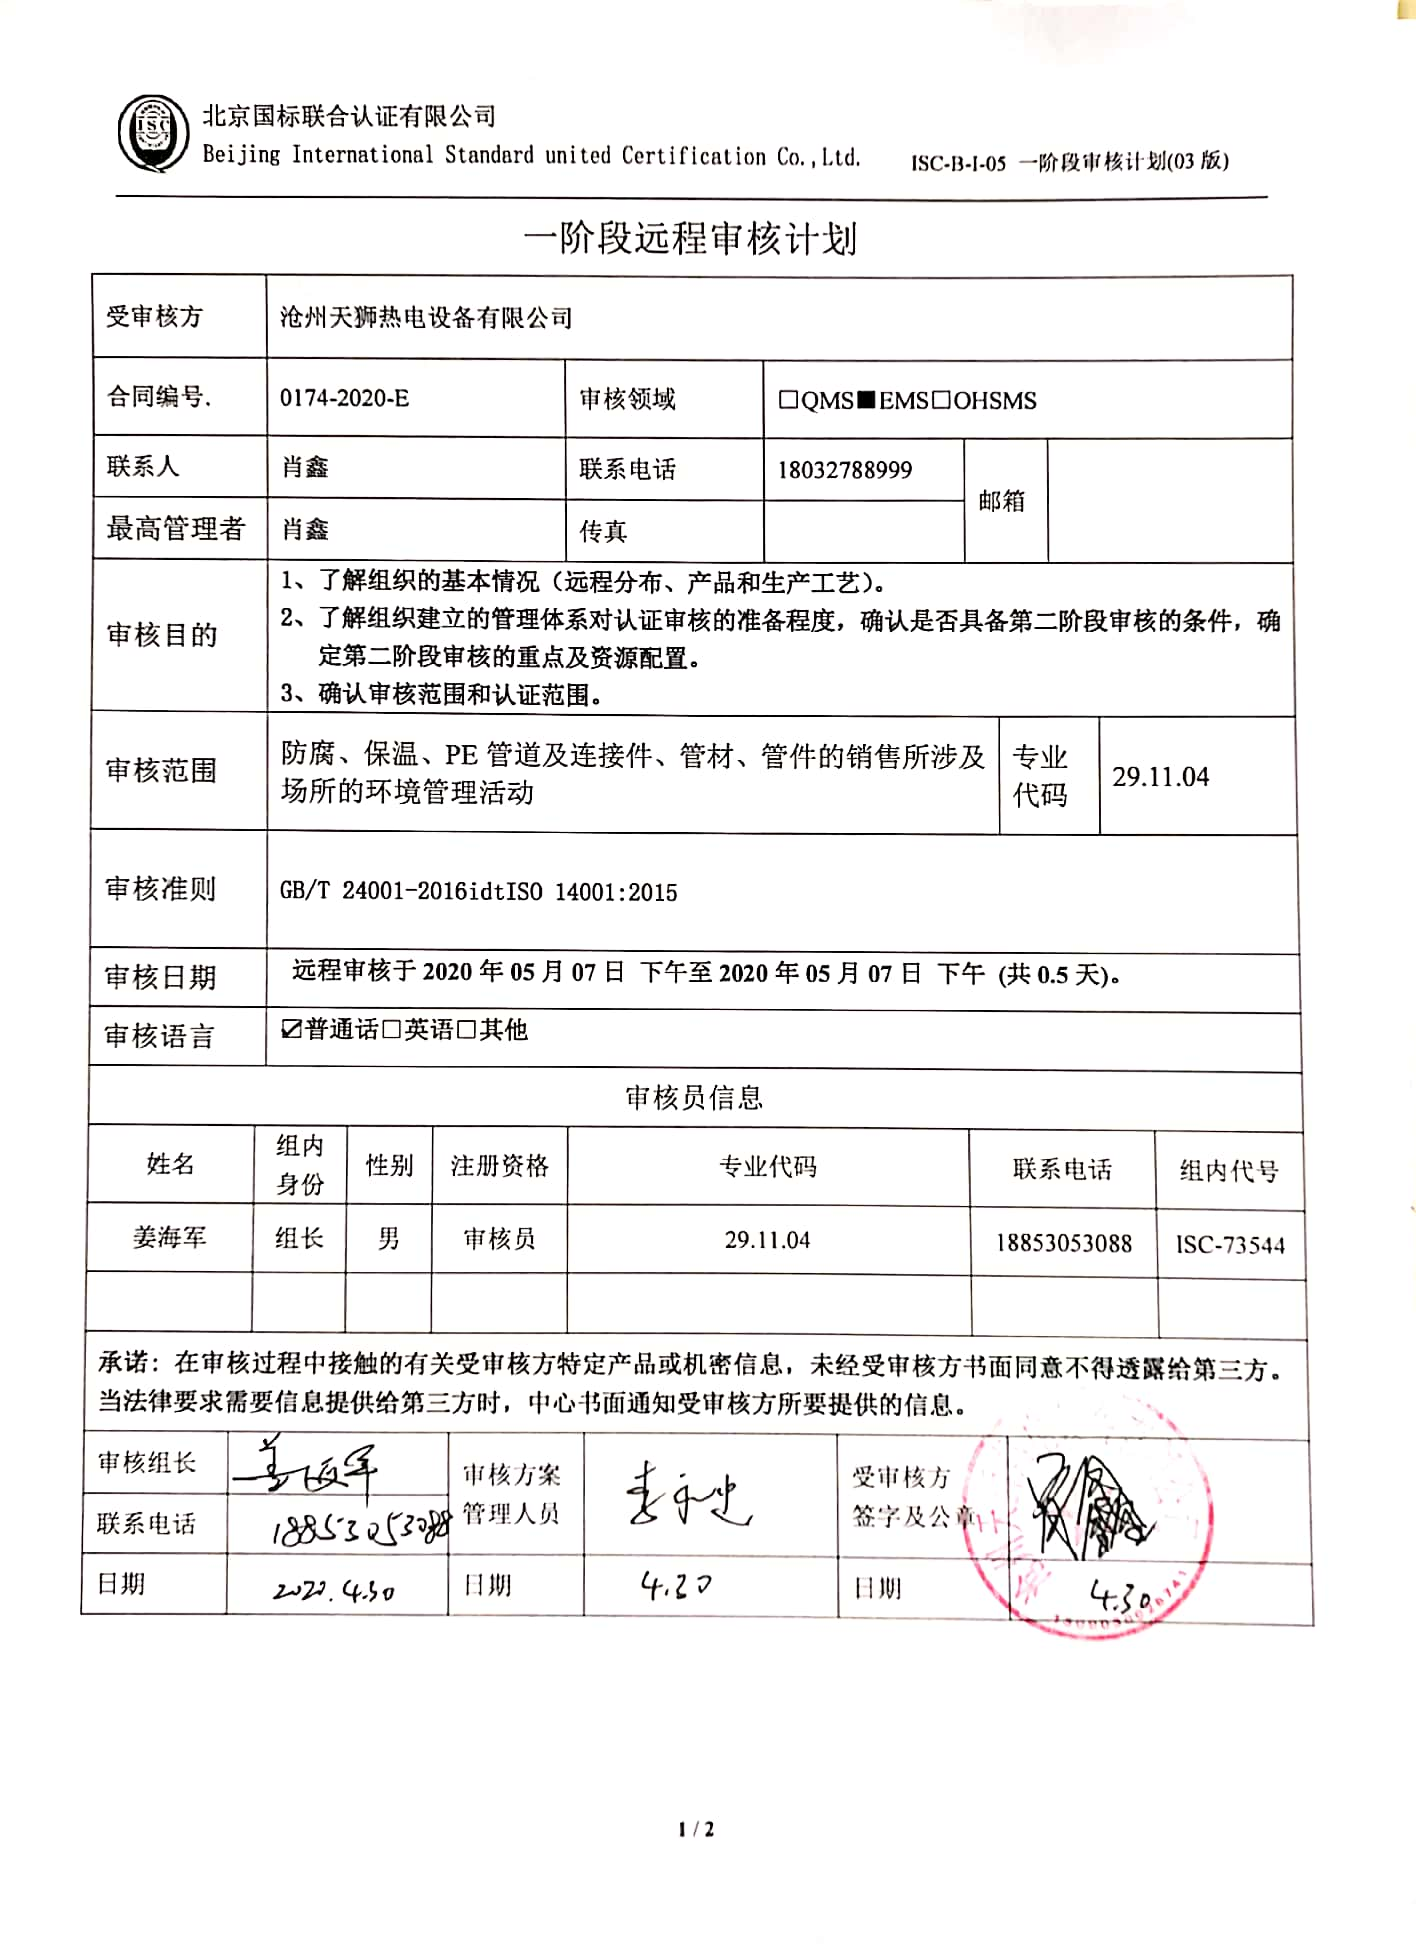 ISC
北京国标联合认证有限公司
Beijing International Standard united Certification Co.,Ltd.
ISC-B-I-05 一阶段审核计划(03版)
一阶段远程审核计划
受审核方 沧州天狮热电设备有限公司
合同编号. 0174-2020-E 审核领域 □QMS■EMS□OHSMS
联系人 肖鑫 联系电话 18032788999 邮箱
最高管理者 肖鑫 传真
审核目的
1、了解组织的基本情况（远程分布、产品和生产工艺）。
2、了解组织建立的管理体系对认证审核的准备程度，确认是否具备第二阶段审核的条件，确
定第二阶段审核的重点及资源配置。
3、确认审核范围和认证范围。
审核范围
防腐、保温、PE 管道及连接件、管材、管件的销售所涉及
场所的环境管理活动
专业
代码
29.11.04
审核准则 GB/T 24001-2016idtISO 14001:2015
审核日期 远程审核于 2020 年 05 月 07 日 下午至 2020 年 05 月 07 日 下午 (共 0.5 天)。
审核语言 ☑普通话□英语□其他
审核员信息
姓名 组内
身份 性别 注册资格 专业代码 联系电话 组内代号
姜海军 组长 男 审核员 29.11.04 18853053088 ISC-73544
承诺：在审核过程中接触的有关受审核方特定产品或机密信息，未经受审核方书面同意不得透露给第三方。
当法律要求需要信息提供给第三方时，中心书面通知受审核方所要提供的信息。
审核组长 姜海军
联系电话 18853053088
审核方案
管理人员
受审核方
签字及公章
日期 2020.4.30 日期 4.30 日期 4.30
1 / 2